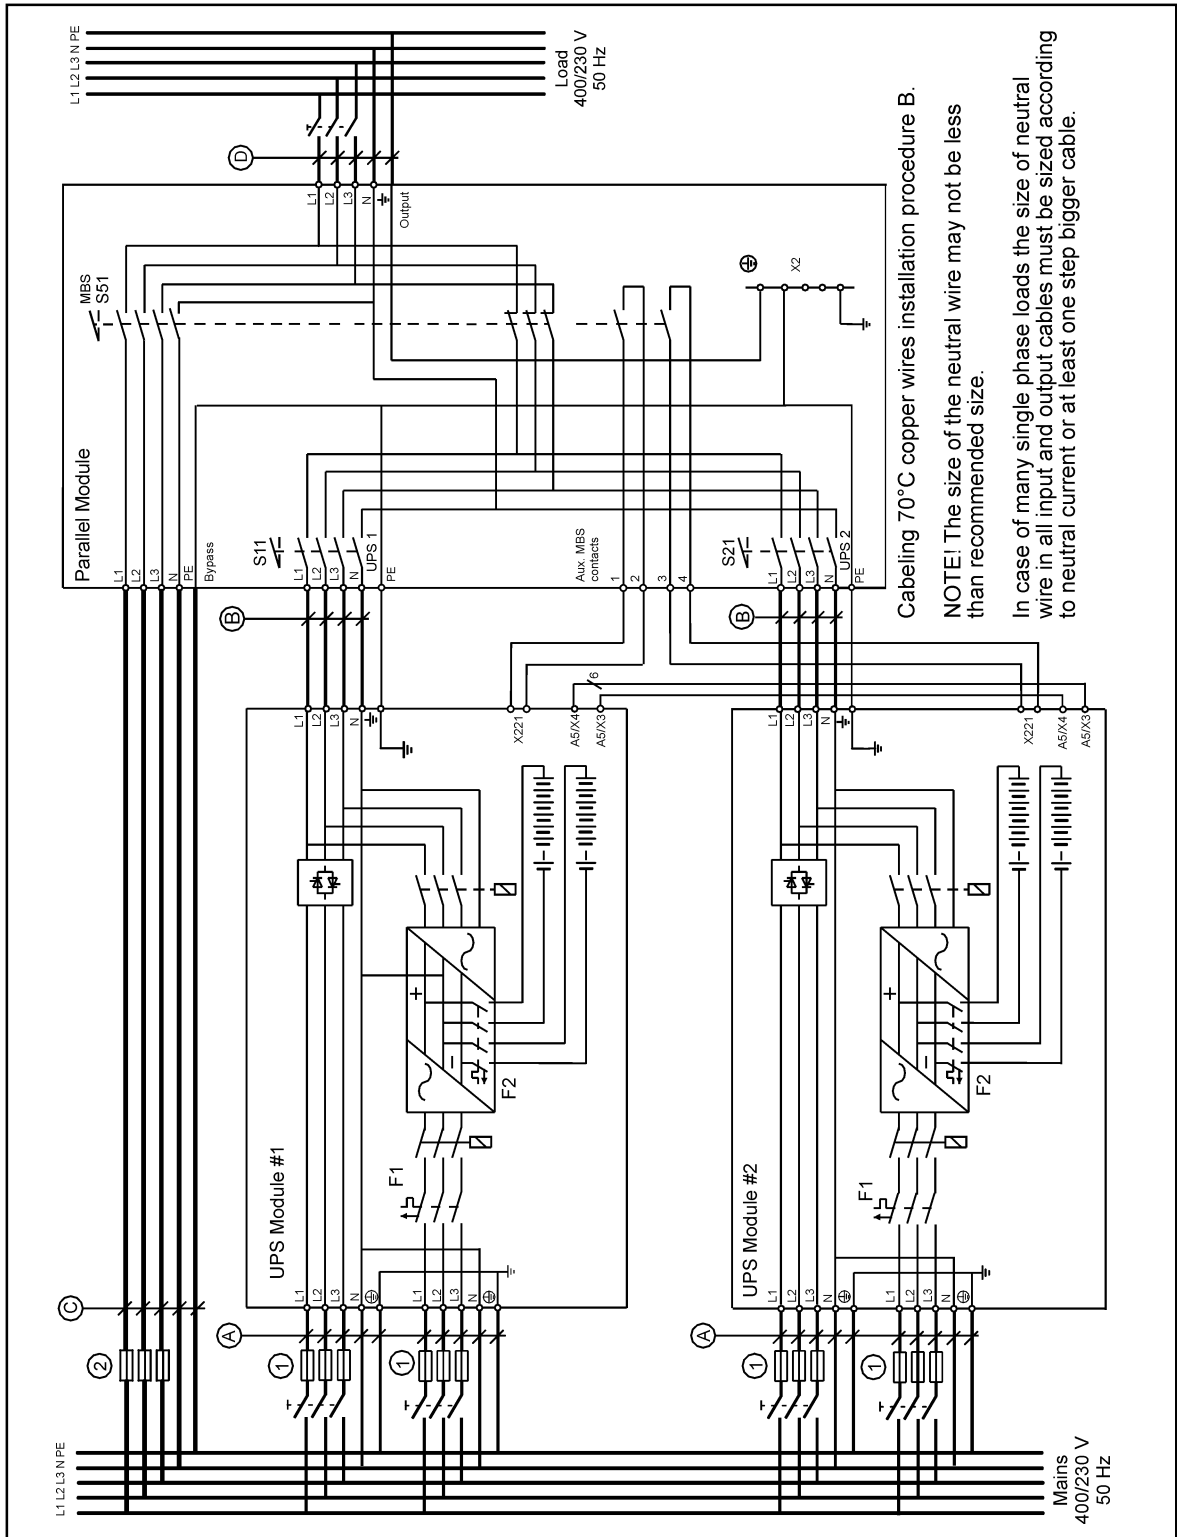 L1 L2 L3 N PE
Load
400/230 V
50 Hz
D
L1
L2
L3
N
Output
MBS
S51
X2
Parallel Module
L1
L2
L3
N
PE
Bypass
S11
L1
L2
L3
N
UPS 1
PE
Aux. MBS
contacts
1
2
3
4
S21
L1
L2
L3
N
UPS 2
PE
Cabeling 70°C copper wires installation procedure B.
NOTE! The size of the neutral wire may not be less
than recommended size.
In case of many single phase loads the size of neutral
wire in all input and output cables must be sized according
to neutral current or at least one step bigger cable.
B
B
6
L1
L2
L3
N
X221
A5/X4
A5/X3
L1
L2
L3
N
X221
A5/X4
A5/X3
+
−
F2
+
−
F2
UPS Module #1
F1
UPS Module #2
F1
L1
L2
L3
N
L1
L2
L3
N
L1
L2
L3
N
L1
L2
L3
N
C
A
A
2
1
1
1
1
L1 L2 L3 N PE
Mains
400/230 V
50 Hz